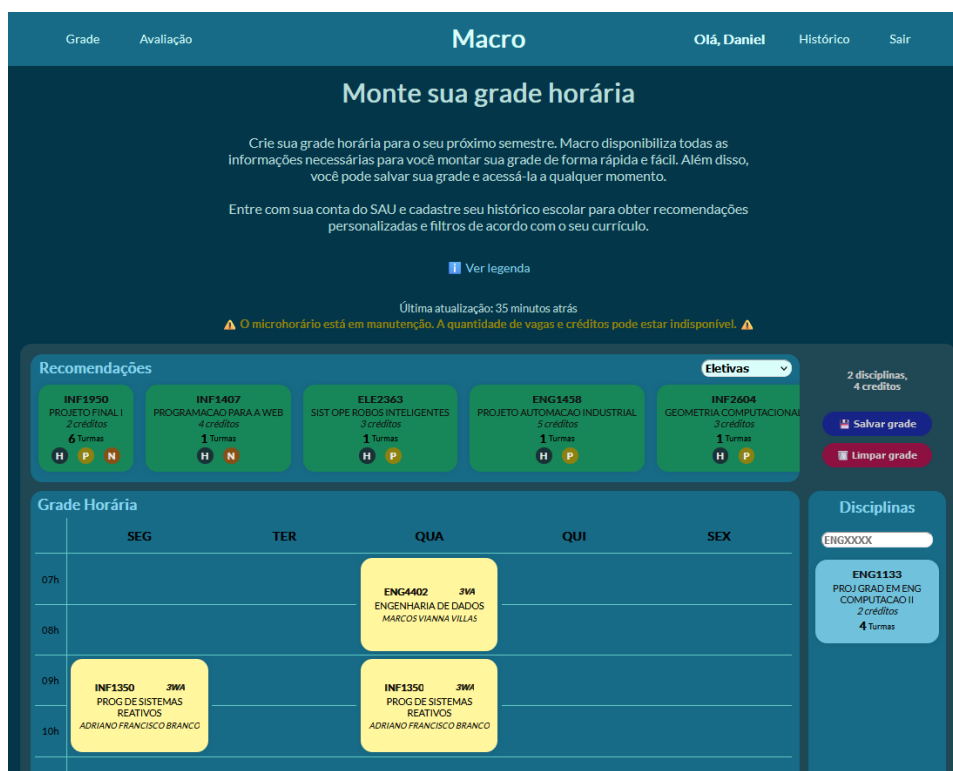 Grade Avaliação Macro Olá, Daniel Histórico Sair
Monte sua grade horária
Crie sua grade horária para o seu próximo semestre. Macro disponibiliza todas as
informações necessárias para você montar sua grade de forma rápida e fácil. Além disso,
você pode salvar sua grade e acessá-la a qualquer momento.
Entre com sua conta do SAU e cadastre seu histórico escolar para obter recomendações
personalizadas e filtros de acordo com o seu currículo.
Ver legenda
Última atualização: 35 minutos atrás
O microhorário está em manutenção. A quantidade de vagas e créditos pode estar indisponível.
Recomendações
Eletivas
INF1950
PROJETO FINAL I
2 créditos
6 Turmas
H P N
INF1407
PROGRAMACAO PARA A WEB
4 créditos
1 Turmas
H N
ELE2363
SIST OPE ROBOS INTELIGENTES
3 créditos
1 Turmas
H P
ENG1458
PROJETO AUTOMACAO INDUSTRIAL
5 créditos
1 Turmas
H P
INF2604
GEOMETRIA COMPUTACIONAL
3 créditos
1 Turmas
H P
2 disciplinas,
4 creditos
Salvar grade
Limpar grade
Grade Horária
SEG TER QUA QUI SEX
07h
ENG4402 3VA
ENGENHARIA DE DADOS
MARCOS VIANNA VILLAS
08h
09h
INF1350 3WA
PROG DE SISTEMAS
REATIVOS
ADRIANO FRANCISCO BRANCO
INF1350 3WA
PROG DE SISTEMAS
REATIVOS
ADRIANO FRANCISCO BRANCO
10h
Disciplinas
ENGXXXX
ENG1133
PROJ GRAD EM ENG
COMPUTACAO II
2 créditos
4 Turmas